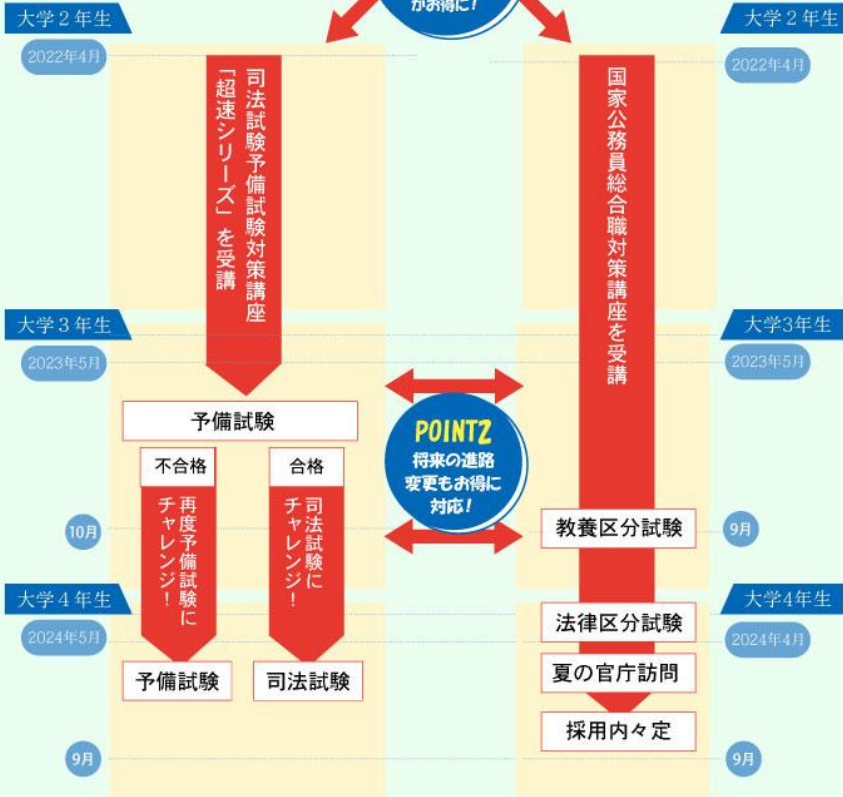 がお得に!
大学2年生
大学2年生
2022年4月
2022年4月
司法試験予備試験対策講座
「超速シリーズ」を受講
国家公務員総合職対策講座を受講
大学3年生
大学3年生
2023年5月
2023年5月
予備試験
POINT2
将来の進路
変更もお得に
対応!
不合格
合格
再度予備試験に
チャレンジ!
司法試験に
チャレンジ!
10月
教養区分試験
9月
大学4年生
大学4年生
2024年5月
法律区分試験
2024年4月
予備試験
司法試験
夏の官庁訪問
採用内々定
9月
9月